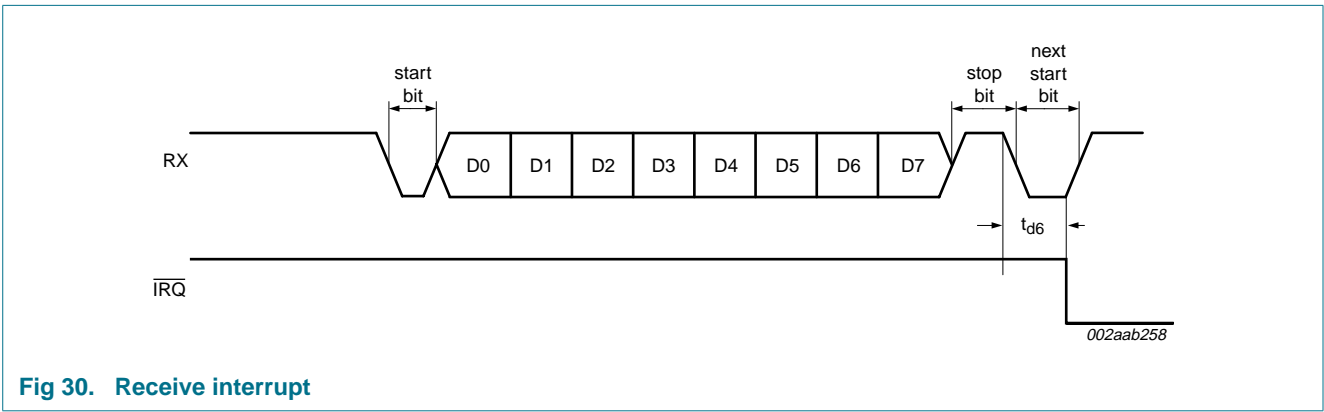 next
start stop start
bit bit bit
RX D0 D1 D2 D3 D4 D5 D6 D7
td6
IRQ
002aab258
Fig 30. Receive interrupt